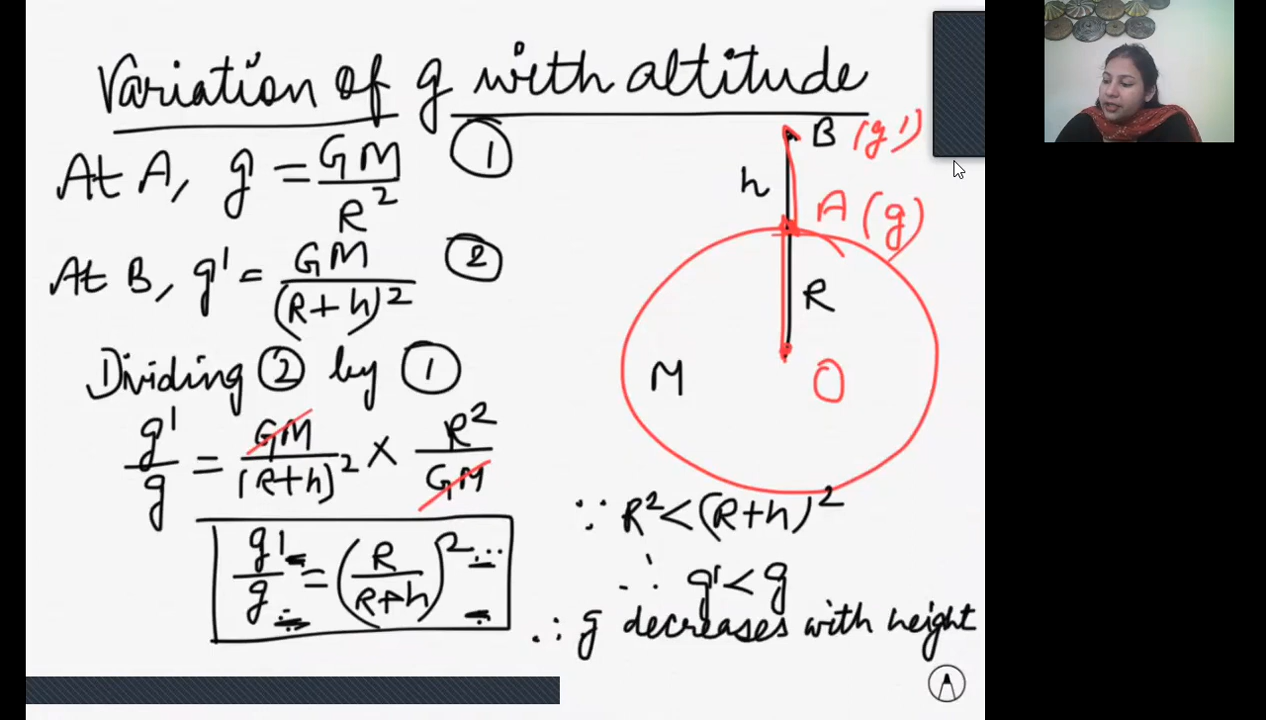 Variation of g with altitude
At A, g = GM/R² ①
At B, g' = GM/(R+h)² ②
Dividing ② by ①
g'/g = GM/(R+h)² × R²/GM
g'/g = (R/(R+h))²
B (g')
h
A (g)
R
M
O
∵ R² < (R+h)²
∴ g' < g
∴ g decreases with height